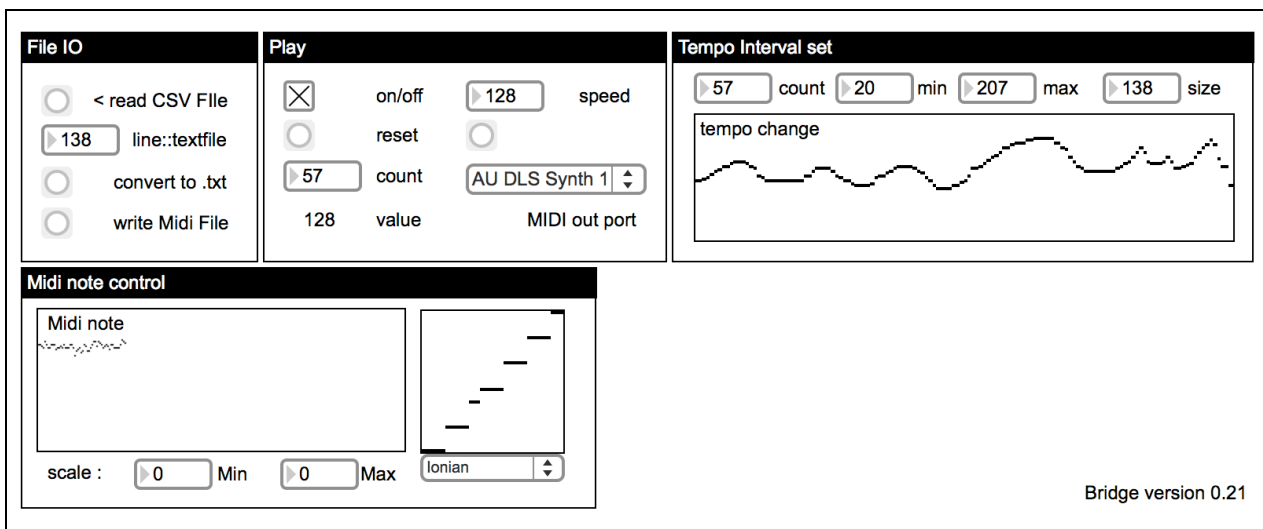 File IO
< read CSV FIle
138 line::textfile
convert to .txt
write Midi File
Play
on/off 128 speed
reset
57 count AU DLS Synth 1
128 value MIDI out port
Tempo Interval set
57 count 20 min 207 max 138 size
tempo change
Midi note control
Midi note
scale : 0 Min 0 Max Ionian
Bridge version 0.21